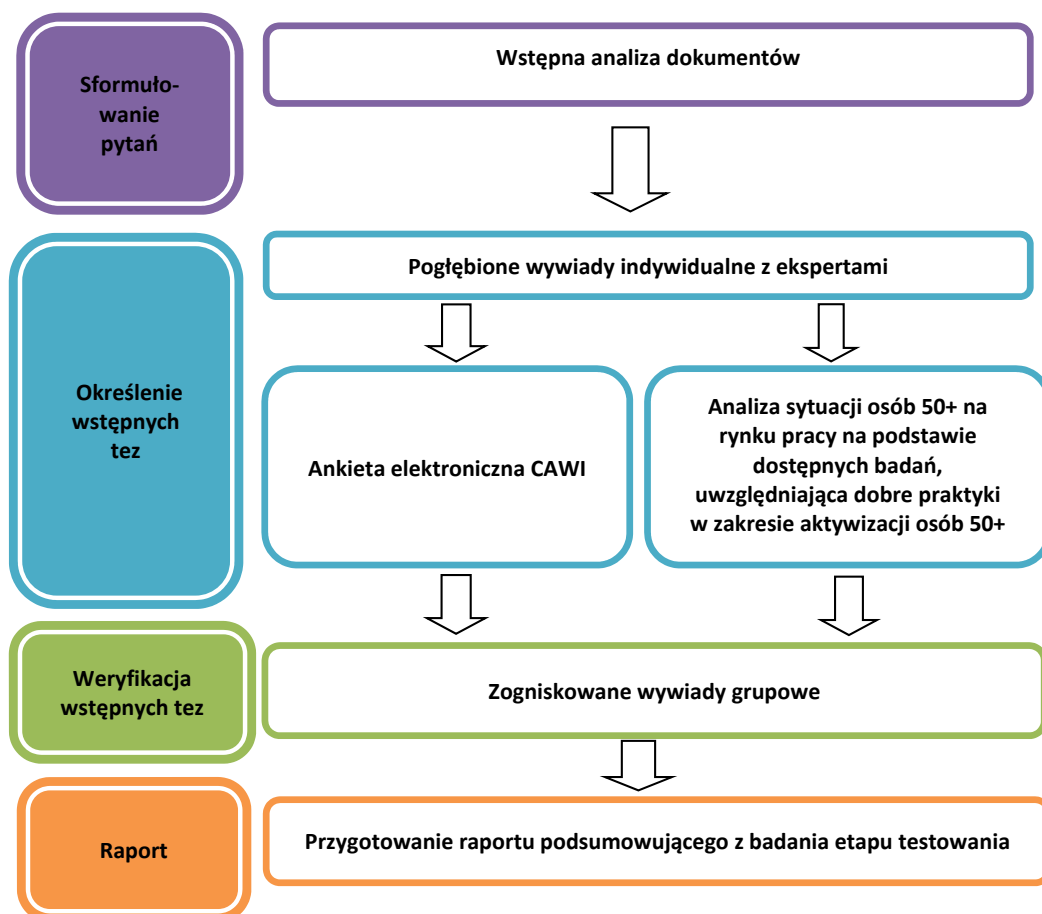 Sformuło-
wanie
pytań
Wstępna analiza dokumentów
Określenie
wstępnych
tez
Pogłębione wywiady indywidualne z ekspertami
Ankieta elektroniczna CAWI
Analiza sytuacji osób 50+ na
rynku pracy na podstawie
dostępnych badań,
uwzględniająca dobre praktyki
w zakresie aktywizacji osób 50+
Weryfikacja
wstępnych tez
Zogniskowane wywiady grupowe
Raport
Przygotowanie raportu podsumowującego z badania etapu testowania